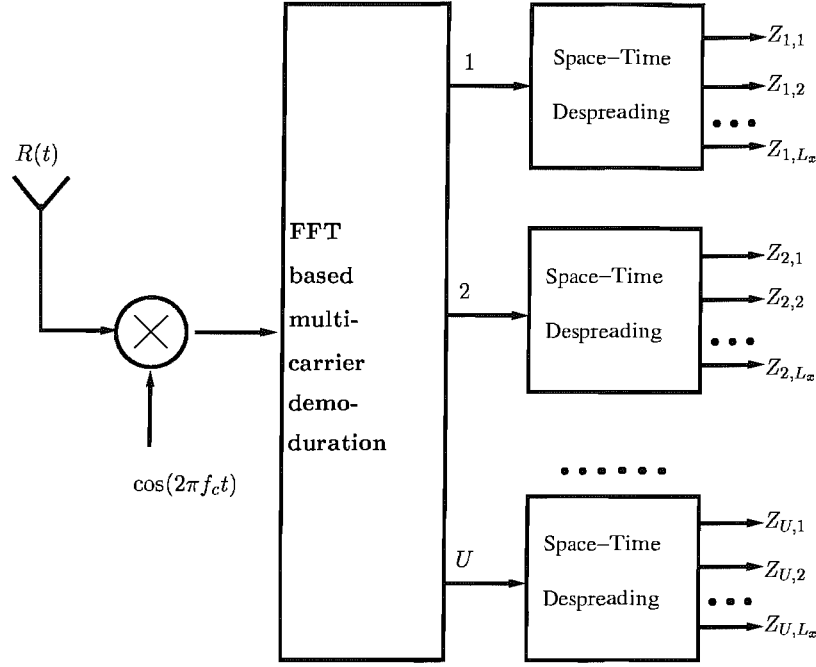 R(t)
cos(2πf_c t)
FFT
based
multi-
carrier
demo-
duration
1
Space–Time
Despreading
Z_{1,1}
Z_{1,2}
Z_{1,L_x}
2
Space–Time
Despreading
Z_{2,1}
Z_{2,2}
Z_{2,L_x}
U
Space–Time
Despreading
Z_{U,1}
Z_{U,2}
Z_{U,L_x}